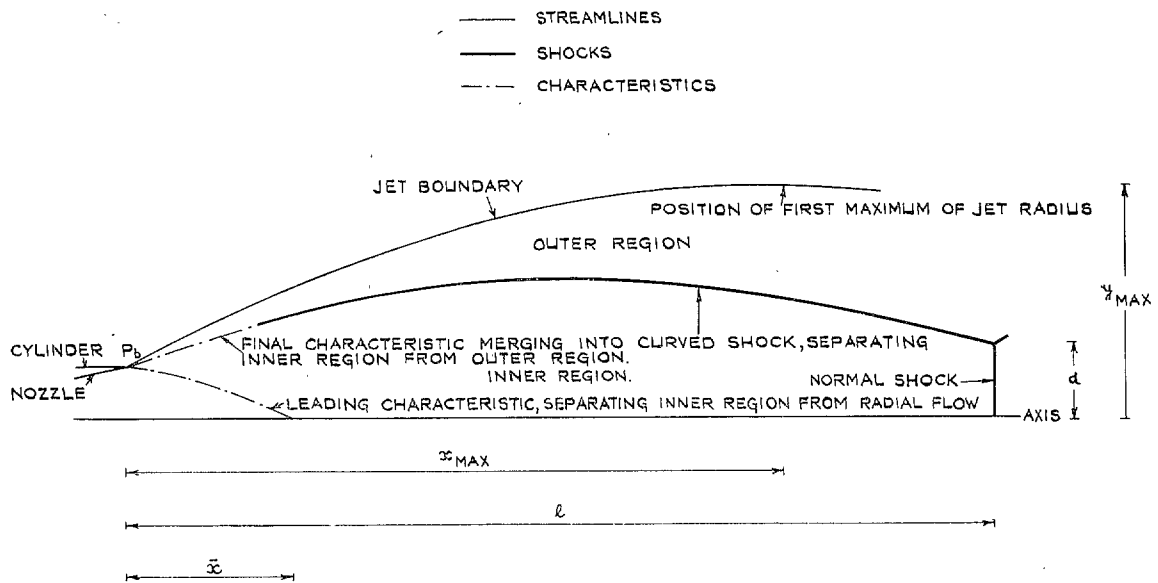 STREAMLINES
SHOCKS
CHARACTERISTICS
JET BOUNDARY
POSITION OF FIRST MAXIMUM OF JET RADIUS
OUTER REGION
yMAX
CYLINDER Pb
FINAL CHARACTERISTIC MERGING INTO CURVED SHOCK, SEPARATING
INNER REGION FROM OUTER REGION.
INNER REGION.
NOZZLE
NORMAL SHOCK
d
LEADING CHARACTERISTIC, SEPARATING INNER REGION FROM RADIAL FLOW
AXIS
xMAX
l
x̄